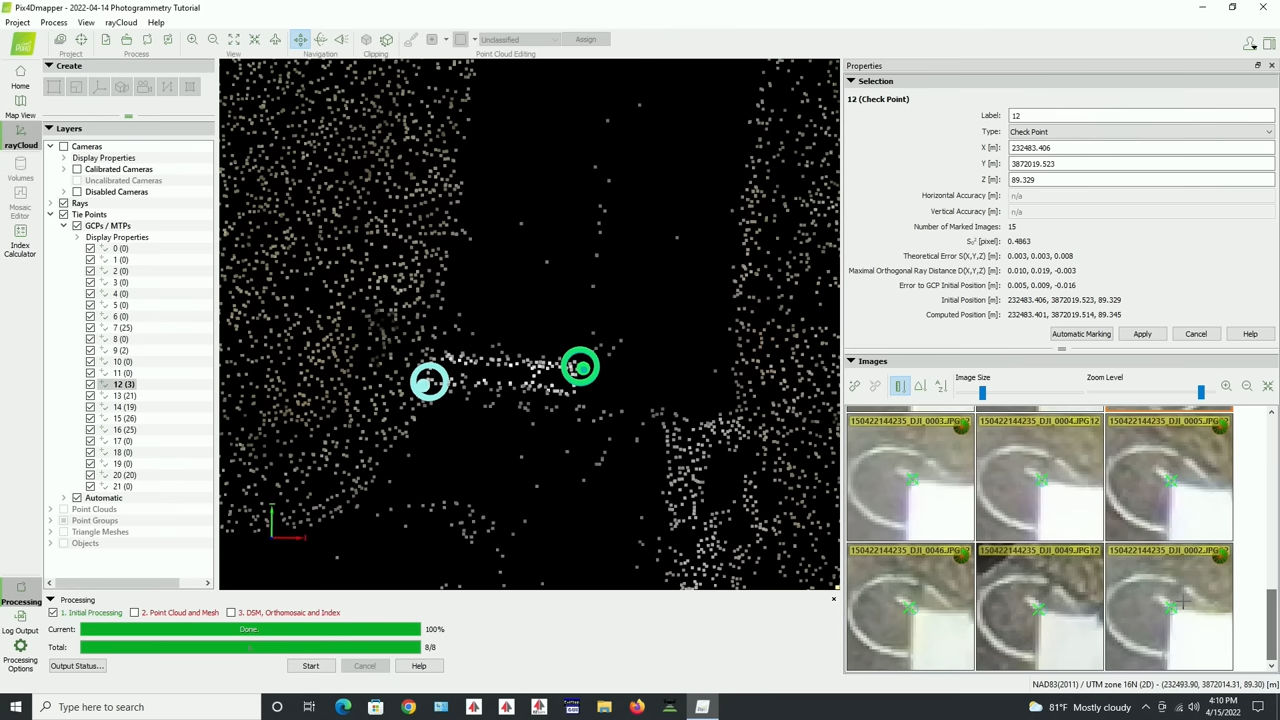 Pix4Dmapper - 2022-04-14 Photogrammetry Tutorial
Project Process View rayCloud Help
Project Process View Navigation Clipping Point Cloud Editing
Unclassified Assign
Home
Map View
rayCloud
Volumes
Mosaic Editor
Index Calculator
Create
Layers
Cameras
Display Properties
Calibrated Cameras
Uncalibrated Cameras
Disabled Cameras
Rays
Tie Points
GCPs / MTPs
Display Properties
0 (0)
1 (0)
2 (0)
3 (0)
4 (0)
5 (0)
6 (0)
7 (25)
8 (0)
9 (2)
10 (0)
11 (0)
12 (3)
13 (21)
14 (19)
15 (26)
16 (25)
17 (0)
18 (0)
19 (0)
20 (20)
21 (0)
Automatic
Point Clouds
Point Groups
Triangle Meshes
Objects
Processing
Log Output
Processing Options
Processing
1. Initial Processing 2. Point Cloud and Mesh 3. DSM, Orthomosaic and Index
Current: Done. 100%
Total: 8/8
Output Status... Start Cancel Help
Properties
Selection
12 (Check Point)
Label: 12
Type: Check Point
X [m]: 232483.406
Y [m]: 3872019.523
Z [m]: 89.329
Horizontal Accuracy [m]: n/a
Vertical Accuracy [m]: n/a
Number of Marked Images: 15
S₀² [pixel]: 0.4863
Theoretical Error S(X,Y,Z) [m]: 0.003, 0.003, 0.008
Maximal Orthogonal Ray Distance D(X,Y,Z) [m]: 0.010, 0.019, -0.003
Error to GCP Initial Position [m]: 0.005, 0.009, -0.016
Initial Position [m]: 232483.406, 3872019.523, 89.329
Computed Position [m]: 232483.401, 3872019.514, 89.345
Automatic Marking Apply Cancel Help
Images
Image Size Zoom Level
150422144235_DJI_0003.JPG12 150422144235_DJI_0004.JPG12 150422144235_DJI_0005.JPG12
150422144235_DJI_0046.JPG12 150422144235_DJI_0049.JPG12 150422144235_DJI_0002.JPG12
NAD83(2011) / UTM zone 16N (2D) - (232493.90, 3872014.31, 89.30) [m]
Type here to search
81°F Mostly cloudy
4:10 PM
4/15/2022